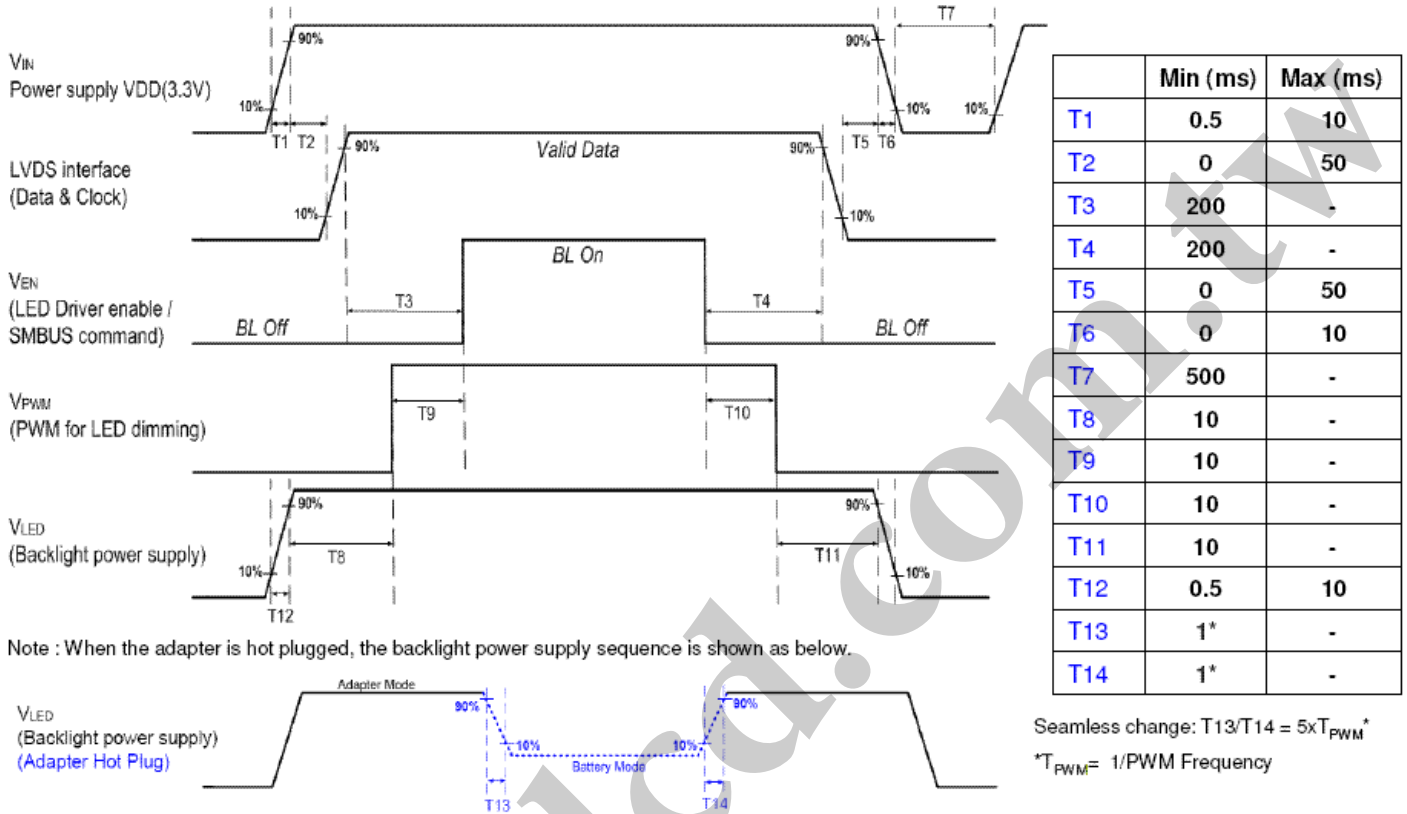 T7
90%
90%
VIN
Power supply VDD(3.3V)
10%
10%
10%
T1 T2
T5 T6
90%
Valid Data
90%
LVDS interface
(Data & Clock)
10%
10%
BL On
VEN
(LED Driver enable /
SMBUS command)
T3
T4
BL Off
BL Off
VPWM
(PWM for LED dimming)
T9
T10
90%
90%
VLED
(Backlight power supply)
T8
T11
10%
10%
T12
Note : When the adapter is hot plugged, the backlight power supply sequence is shown as below.
Adapter Mode
90%
90%
VLED
(Backlight power supply)
(Adapter Hot Plug)
10%
10%
Battery Mode
T13
T14
Min (ms) Max (ms)
T1 0.5 10
T2 0 50
T3 200 -
T4 200 -
T5 0 50
T6 0 10
T7 500 -
T8 10 -
T9 10 -
T10 10 -
T11 10 -
T12 0.5 10
T13 1* -
T14 1* -
Seamless change: T13/T14 = 5xTPWM*
*TPWM= 1/PWM Frequency
lcd.com.tw